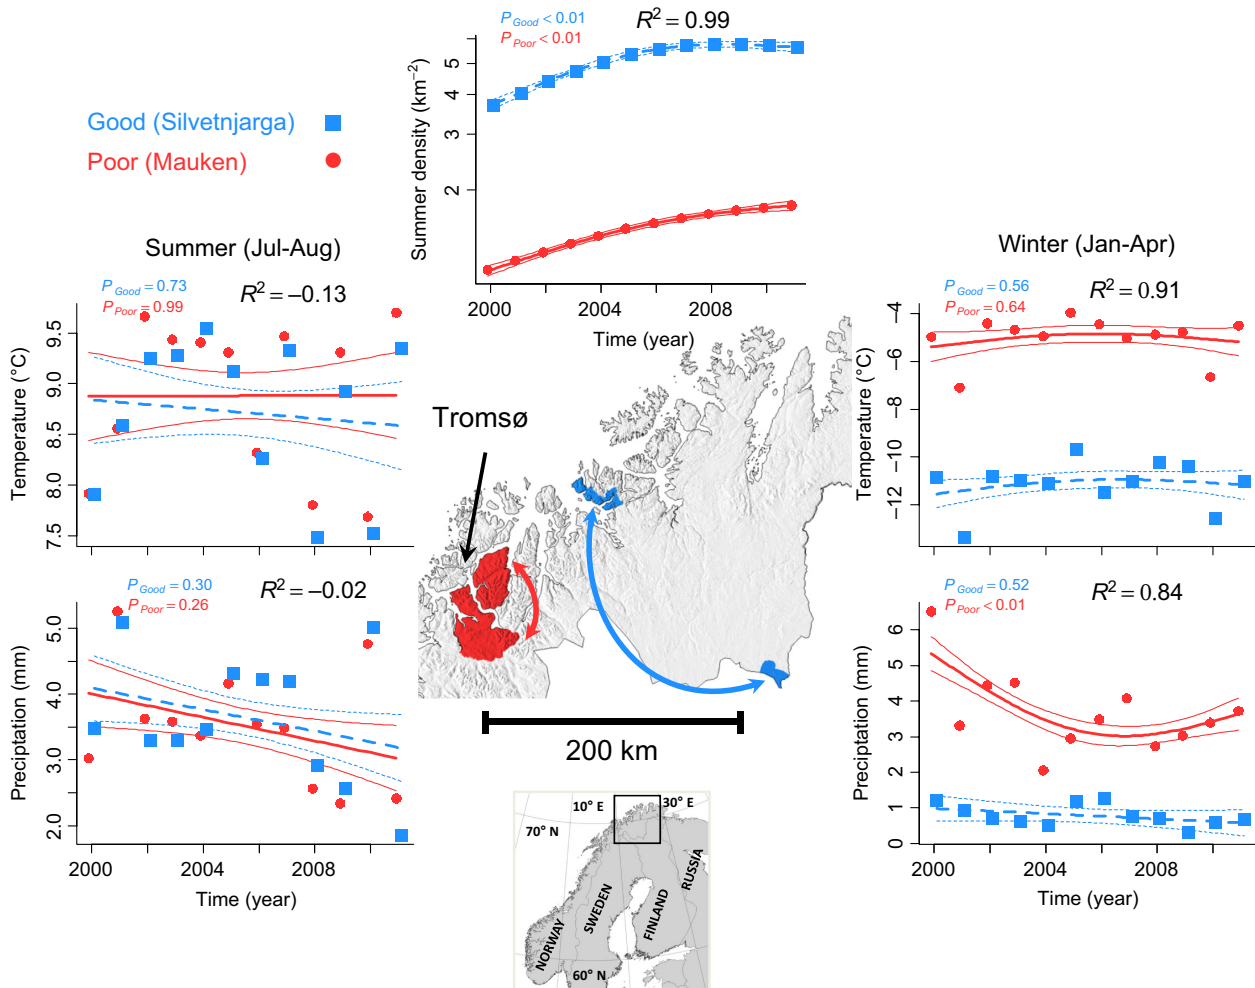 P Good < 0.01
P Poor < 0.01
R² = 0.99
Summer density (km⁻²)
5
4
3
2
2000
2004
2008
Time (year)
Good (Silvetnjarga)
Poor (Mauken)
Summer (Jul-Aug)
P Good = 0.73
P Poor = 0.99
R² = –0.13
Temperature (°C)
9.5
9.0
8.5
8.0
7.5
P Good = 0.30
P Poor = 0.26
R² = –0.02
Preciptation (mm)
5.0
4.0
3.0
2.0
2000
2004
2008
Time (year)
Tromsø
200 km
10° E
30° E
70° N
NORWAY
SWEDEN
FINLAND
RUSSIA
60° N
Winter (Jan-Apr)
P Good = 0.56
P Poor = 0.64
R² = 0.91
Temperature (°C)
−4
−6
−8
−10
−12
P Good = 0.52
P Poor < 0.01
R² = 0.84
Preciptation (mm)
6
5
4
3
2
1
0
2000
2004
2008
Time (year)